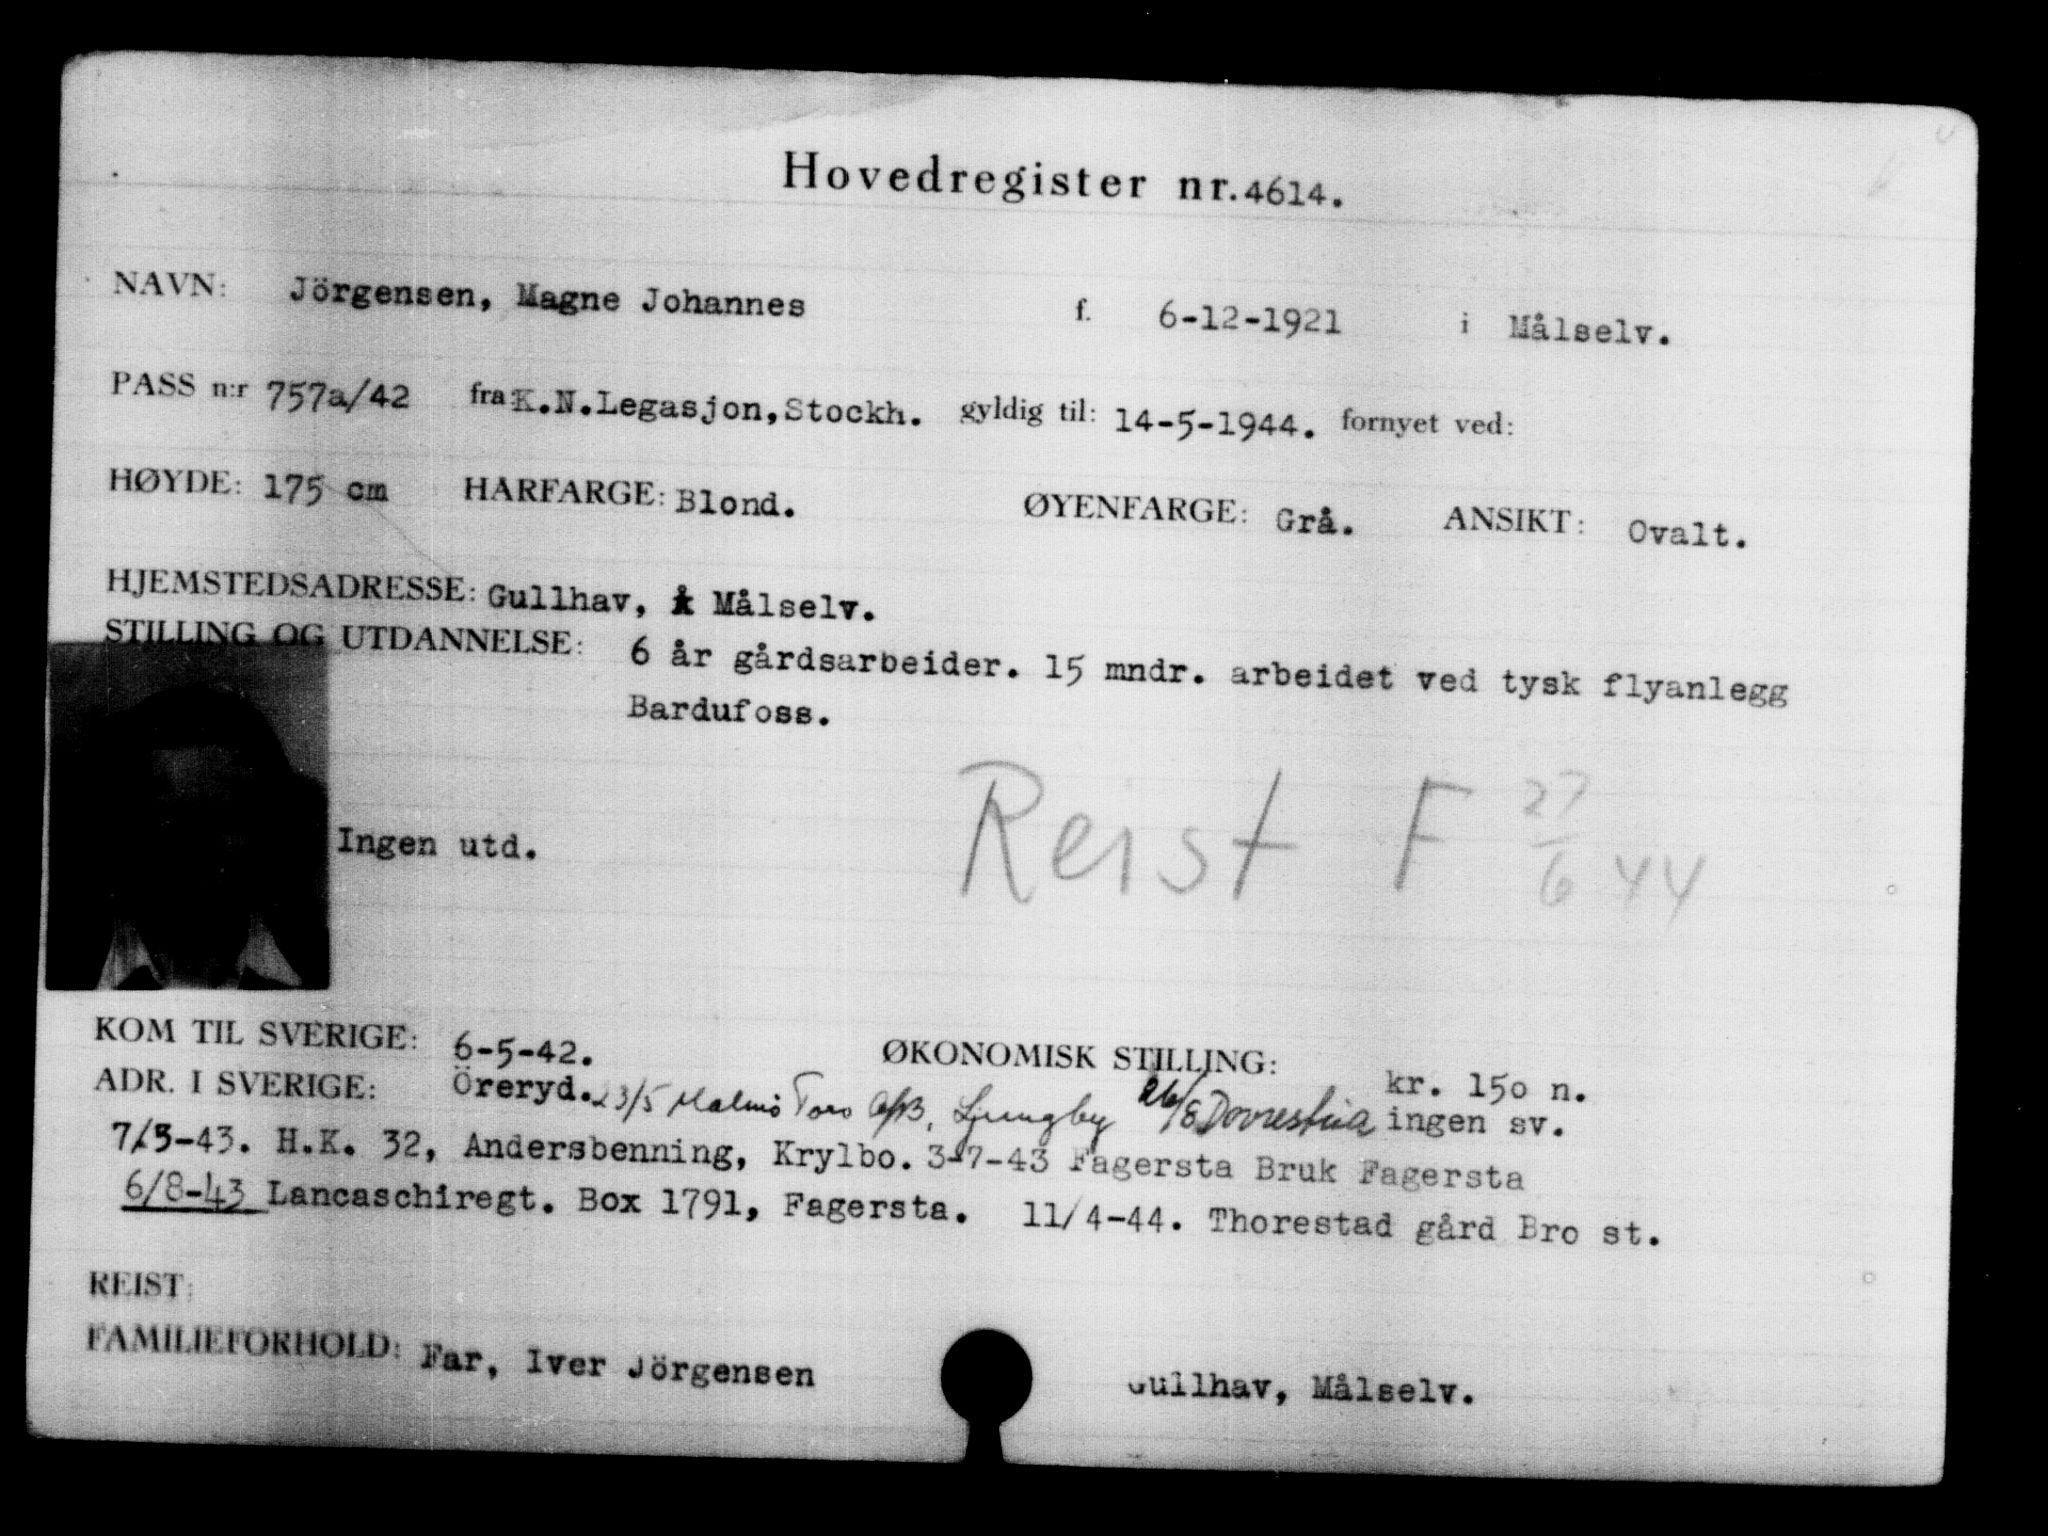 Hovedregister nr. 4614.
NAVN: Jörgensen, Magne Johannes f. 6-12-1921 i Målselv.
PASS n:r 757a/42 fra K.N.Legasjon, Stockh. gyldig til: 14-5-1944. fornyet ved:
HØYDE: 175 cm HARFARGE: Blond. ØYENFARGE: Grå. ANSIKT: Ovalt.
HJEMSTEDSADRESSE: Gullhav, Målselv.
STILLING OG UTDANNELSE: 6 år gårdsarbeider. 15 mndr. arbeidet ved tysk flyanlegg
Bardufoss.
Reist F 27/6 44
Ingen utd.
KOM TIL SVERIGE: 6-5-42. ØKONOMISK STILLING: kr. 150 n.
ADR. I SVERIGE: Öreryd. 23/5 Malmö Toro A/B, Ljungby 26/8 ingen sv.
7/5-43. H.K. 32, Andersbenning, Krylbo. 3-7-43 Fagersta Bruk Fagersta
6/8-43 Lancaschiregt. Box 1791, Fagersta. 11/4-44. Thorestad gård Bro st.
REIST:
FAMILIEFORHOLD: Far, Iver Jörgensen Gullhav, Målselv.